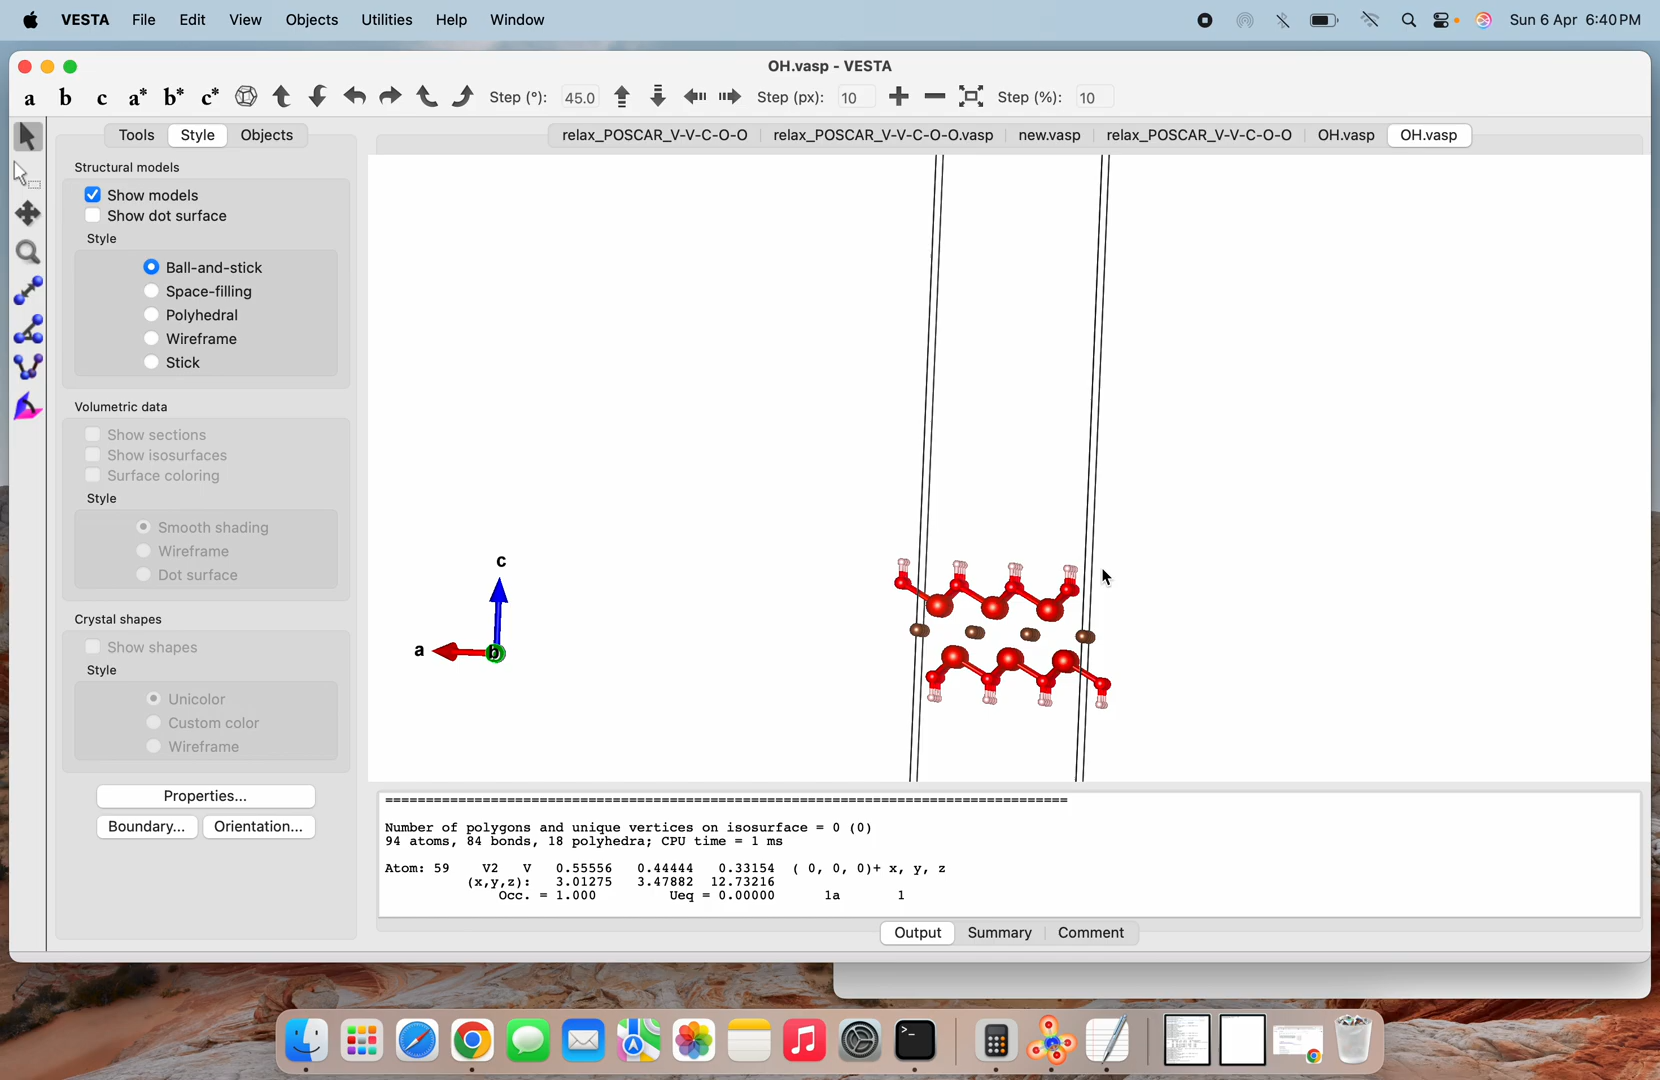 VESTA File Edit View Objects Utilities Help Window Sun 6 Apr 6:40 PM
OH.vasp - VESTA
a b c a* b* c* Step (°): 45.0 Step (px): 10 Step (%): 10
Tools Style Objects
relax_POSCAR_V-V-C-O-O relax_POSCAR_V-V-C-O-O.vasp new.vasp relax_POSCAR_V-V-C-O-O OH.vasp OH.vasp
Structural models
Show models
Show dot surface
Style
Ball-and-stick
Space-filling
Polyhedral
Wireframe
Stick
Volumetric data
Show sections
Show isosurfaces
Surface coloring
Style
Smooth shading
Wireframe
Dot surface
Crystal shapes
Show shapes
Style
Unicolor
Custom color
Wireframe
Properties...
Boundary... Orientation...
c
a b
Number of polygons and unique vertices on isosurface = 0 (0)
94 atoms, 84 bonds, 18 polyhedra; CPU time = 1 ms
Atom: 59 V2 V 0.55556 0.44444 0.33154 ( 0, 0, 0)+ x, y, z
(x,y,z): 3.01275 3.47882 12.73216
Occ. = 1.000 Ueq = 0.00000 1a 1
Output Summary Comment